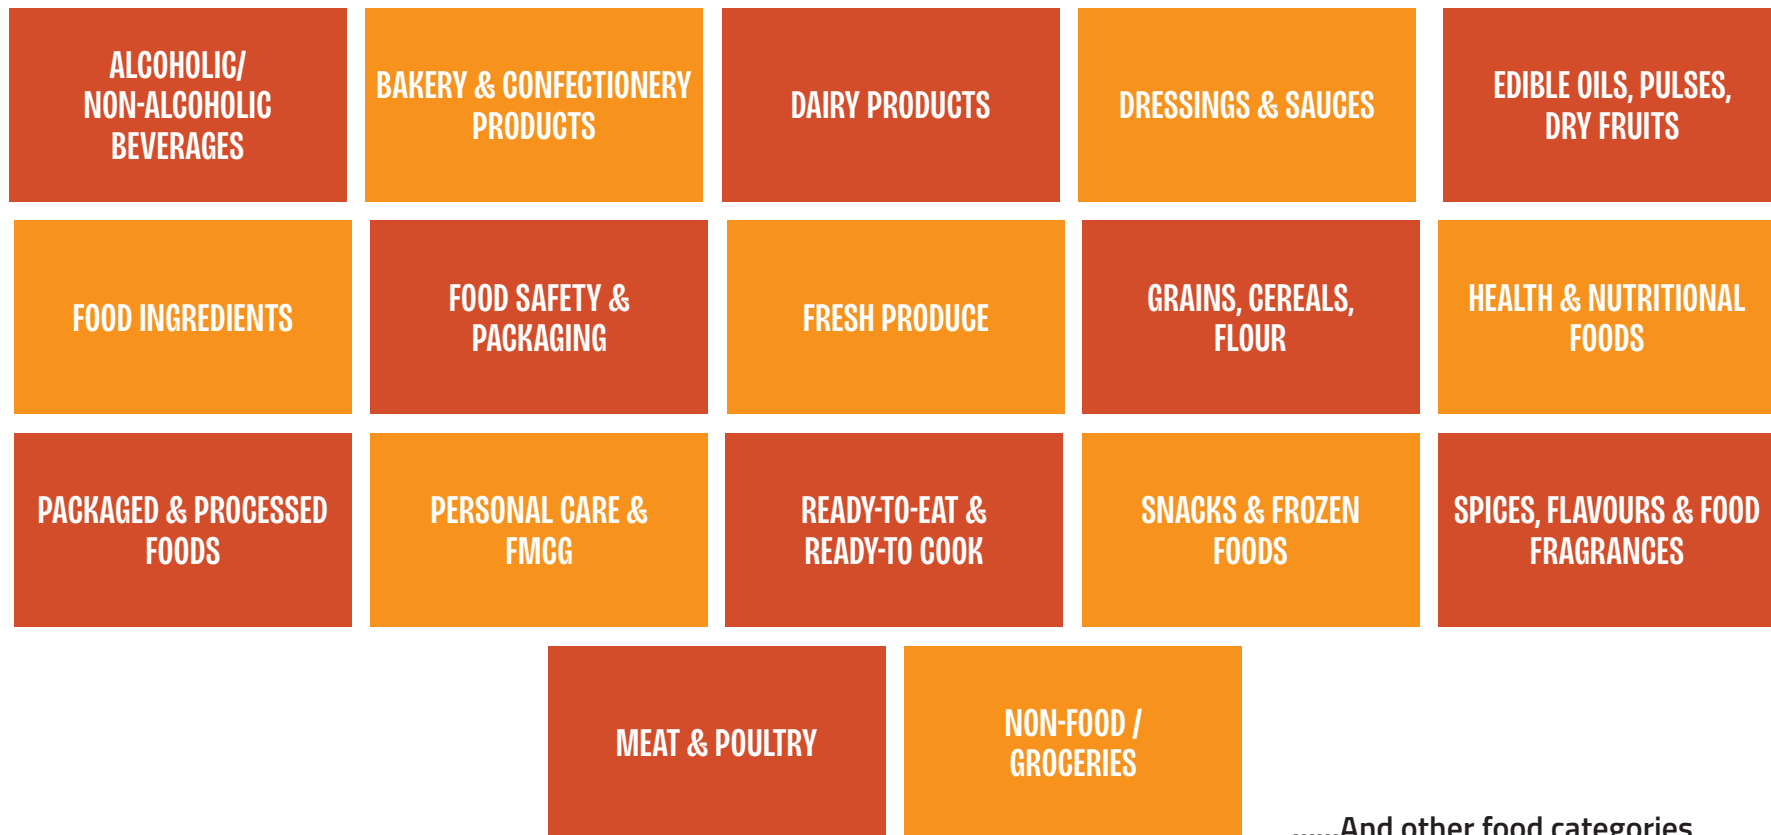 ALCOHOLIC/
NON-ALCOHOLIC
BEVERAGES
BAKERY & CONFECTIONERY
PRODUCTS
DAIRY PRODUCTS
DRESSINGS & SAUCES
EDIBLE OILS, PULSES,
DRY FRUITS
FOOD INGREDIENTS
FOOD SAFETY &
PACKAGING
FRESH PRODUCE
GRAINS, CEREALS,
FLOUR
HEALTH & NUTRITIONAL
FOODS
PACKAGED & PROCESSED
FOODS
PERSONAL CARE &
FMCG
READY-TO-EAT &
READY-TO COOK
SNACKS & FROZEN
FOODS
SPICES, FLAVOURS & FOOD
FRAGRANCES
MEAT & POULTRY
NON-FOOD /
GROCERIES
......And other food categories